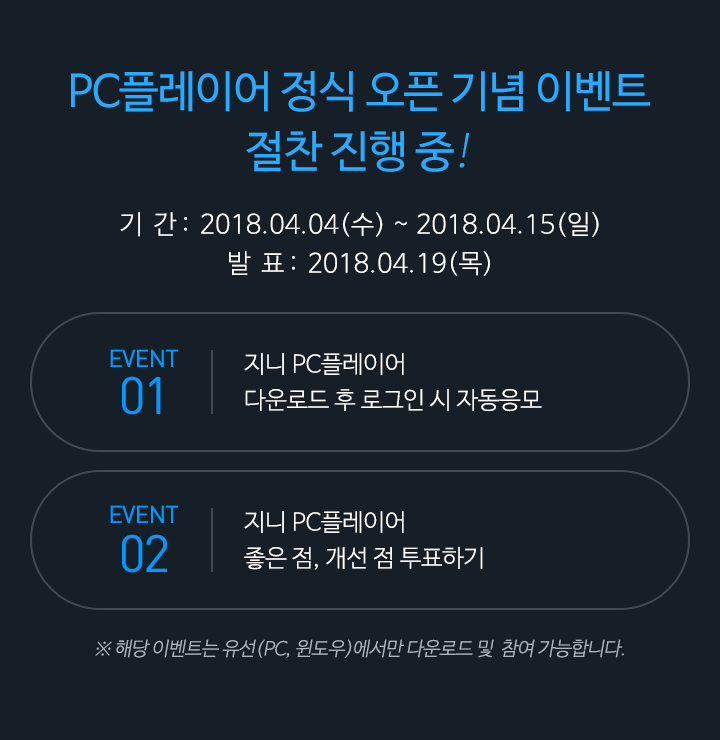 PC플레이어 정식 오픈 기념 이벤트
절찬 진행 중!
기 간 : 2018.04.04(수) ~ 2018.04.15(일)
발 표 : 2018.04.19(목)
EVENT
01
지니 PC플레이어
다운로드 후 로그인 시 자동응모
EVENT
02
지니 PC플레이어
좋은 점, 개선 점 투표하기
※ 해당 이벤트는 유선(PC, 윈도우)에서만 다운로드 및 참여 가능합니다.